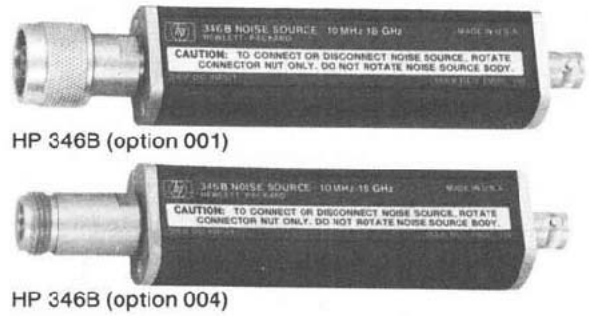 hp 346B NOISE SOURCE 10 MHz 18 GHz MADE IN U.S.A.
HEWLETT-PACKARD
CAUTION: TO CONNECT OR DISCONNECT NOISE SOURCE, ROTATE
CONNECTOR NUT ONLY. DO NOT ROTATE NOISE SOURCE BODY.
HP 346B (option 001)
hp 346B NOISE SOURCE 10 MHz-18 GHz MADE IN U.S.A.
HEWLETT-PACKARD
CAUTION: TO CONNECT OR DISCONNECT NOISE SOURCE, ROTATE
CONNECTOR NUT ONLY. DO NOT ROTATE NOISE SOURCE BODY.
HP 346B (option 004)